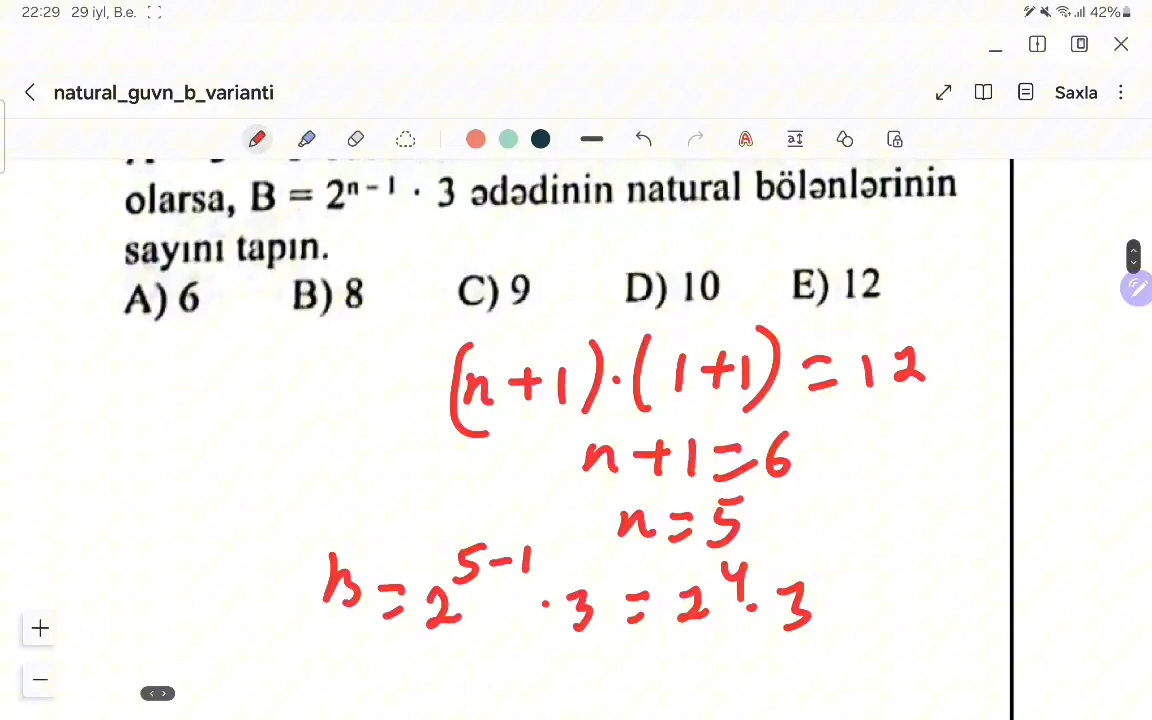 22:29 29 iyl, B.e. 42%
natural_guvn_b_varianti Saxla
olarsa, B = 2ⁿ⁻¹ · 3 ədədinin natural bölənlərinin
sayını tapın.
A) 6 B) 8 C) 9 D) 10 E) 12
(n+1)·(1+1)=12
n+1=6
n=5
B=2⁵⁻¹·3=2⁴·3